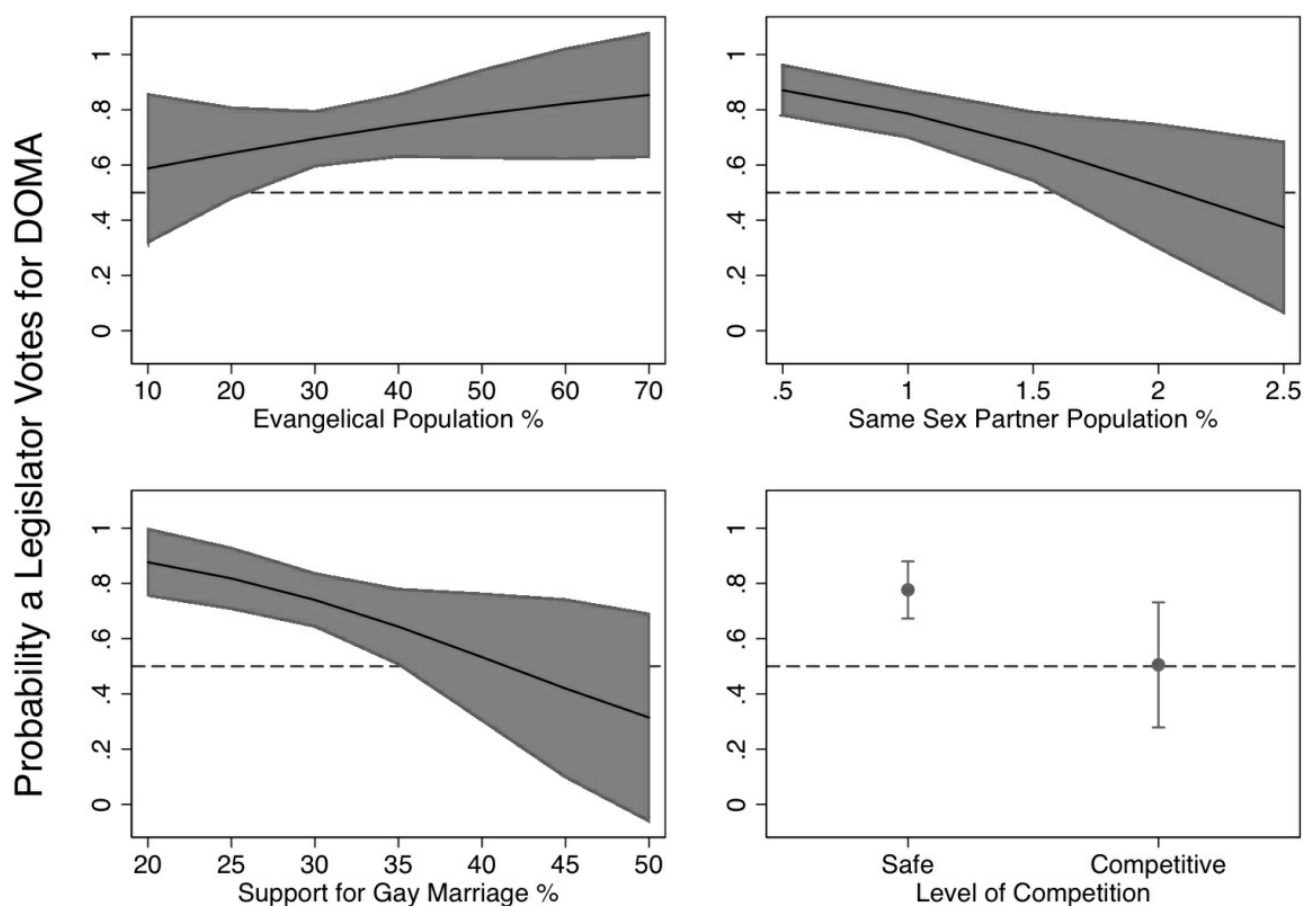 Probability a Legislator Votes for DOMA
1
.8
.6
.4
.2
0
10 20 30 40 50 60 70
Evangelical Population %
1
.8
.6
.4
.2
0
.5 1 1.5 2 2.5
Same Sex Partner Population %
1
.8
.6
.4
.2
0
20 25 30 35 40 45 50
Support for Gay Marriage %
1
.8
.6
.4
.2
0
Safe Competitive
Level of Competition